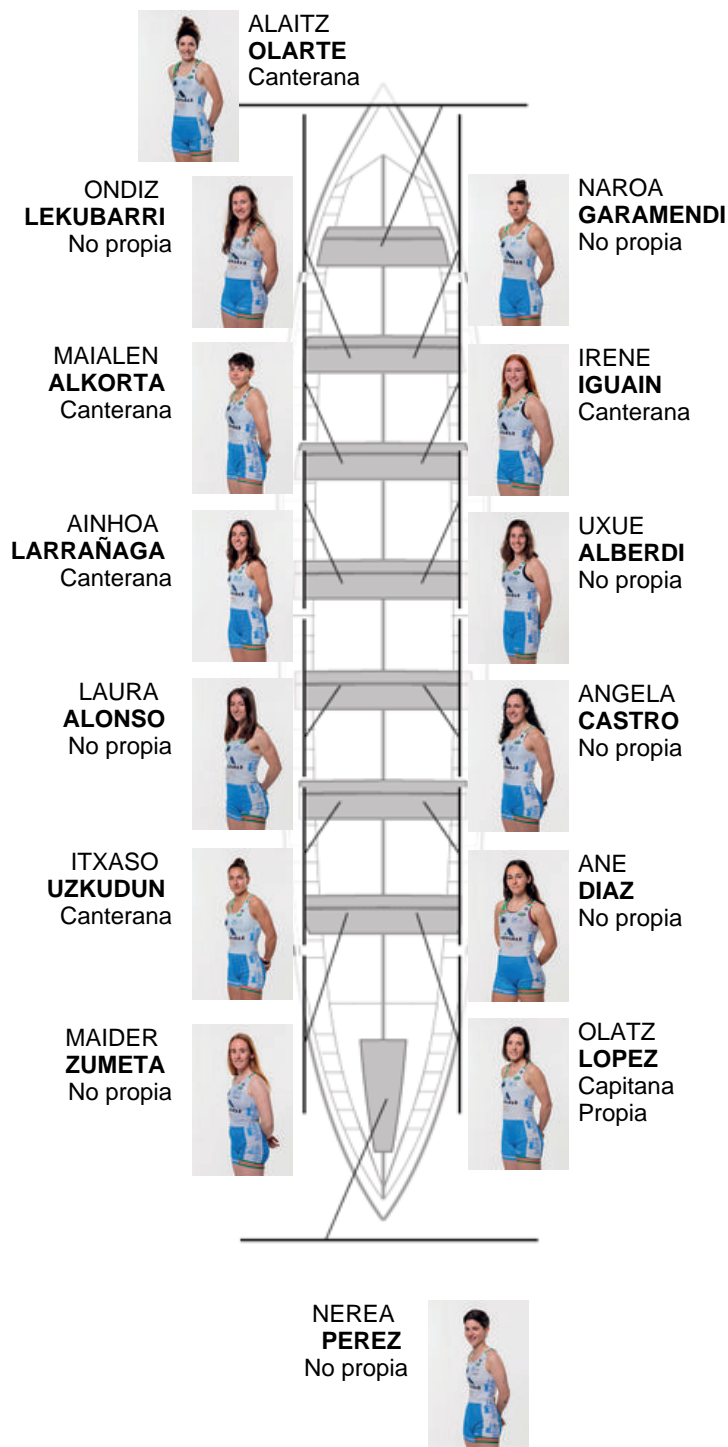 ALAITZ
OLARTE
Canterana
ONDIZ
LEKUBARRI
No propia
NAROA
GARAMENDI
No propia
MAIALEN
ALKORTA
Canterana
IRENE
IGUAIN
Canterana
AINHOA
LARRAÑAGA
Canterana
UXUE
ALBERDI
No propia
LAURA
ALONSO
No propia
ANGELA
CASTRO
No propia
ITXASO
UZKUDUN
Canterana
ANE
DIAZ
No propia
MAIDER
ZUMETA
No propia
OLATZ
LOPEZ
Capitana
Propia
NEREA
PEREZ
No propia